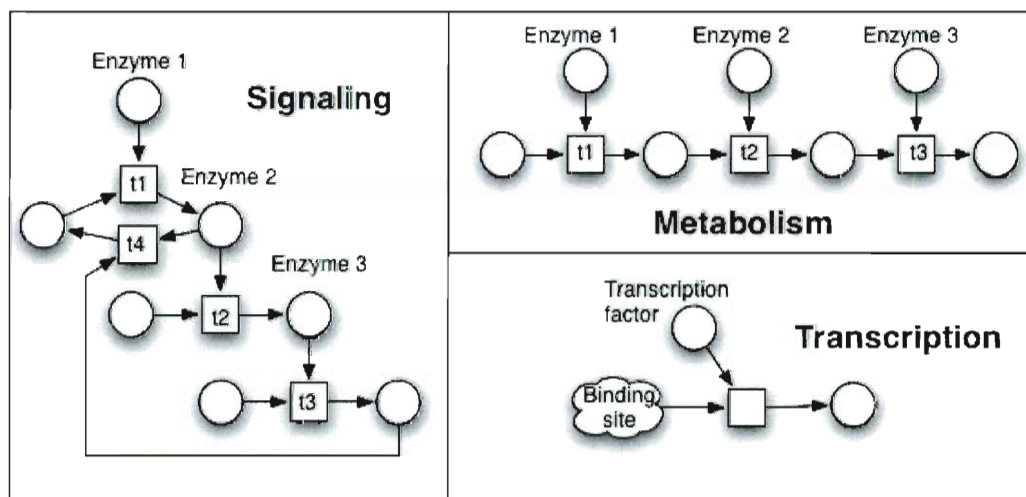 Enzyme 1
Signaling
t1
Enzyme 2
t4
Enzyme 3
t2
t3
Enzyme 1
Enzyme 2
Enzyme 3
t1
t2
t3
Metabolism
Transcription
factor
Transcription
Binding
site